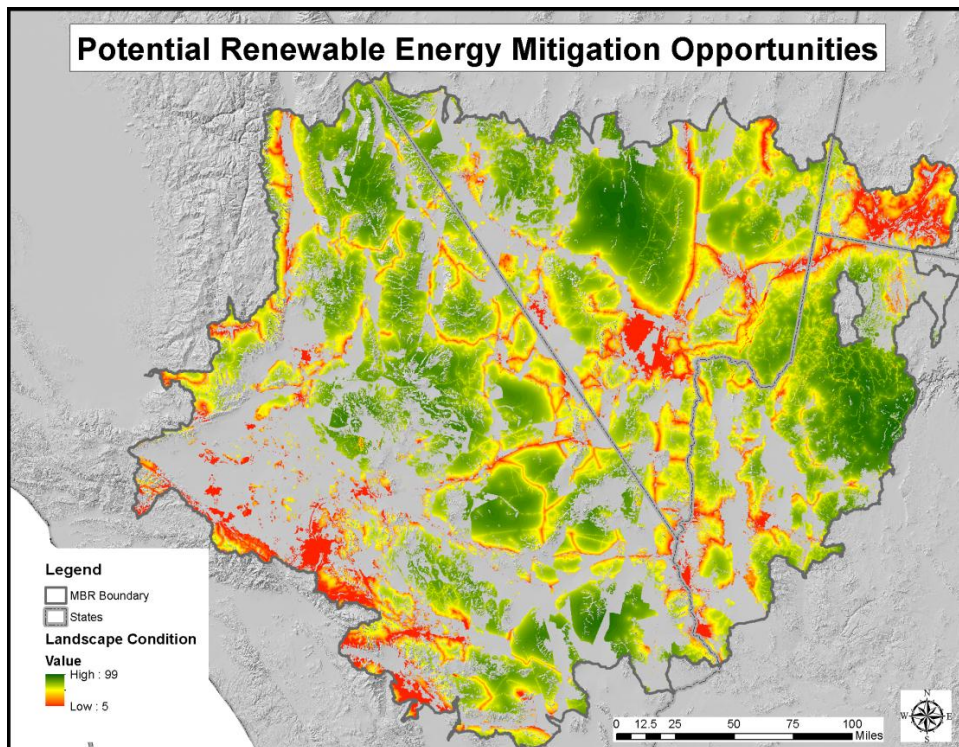 Potential Renewable Energy Mitigation Opportunities
Legend
MBR Boundary
States
Landscape Condition
Value
High : 99
Low : 5
0 12.5 25 50 75 100
Miles
N
W E
S